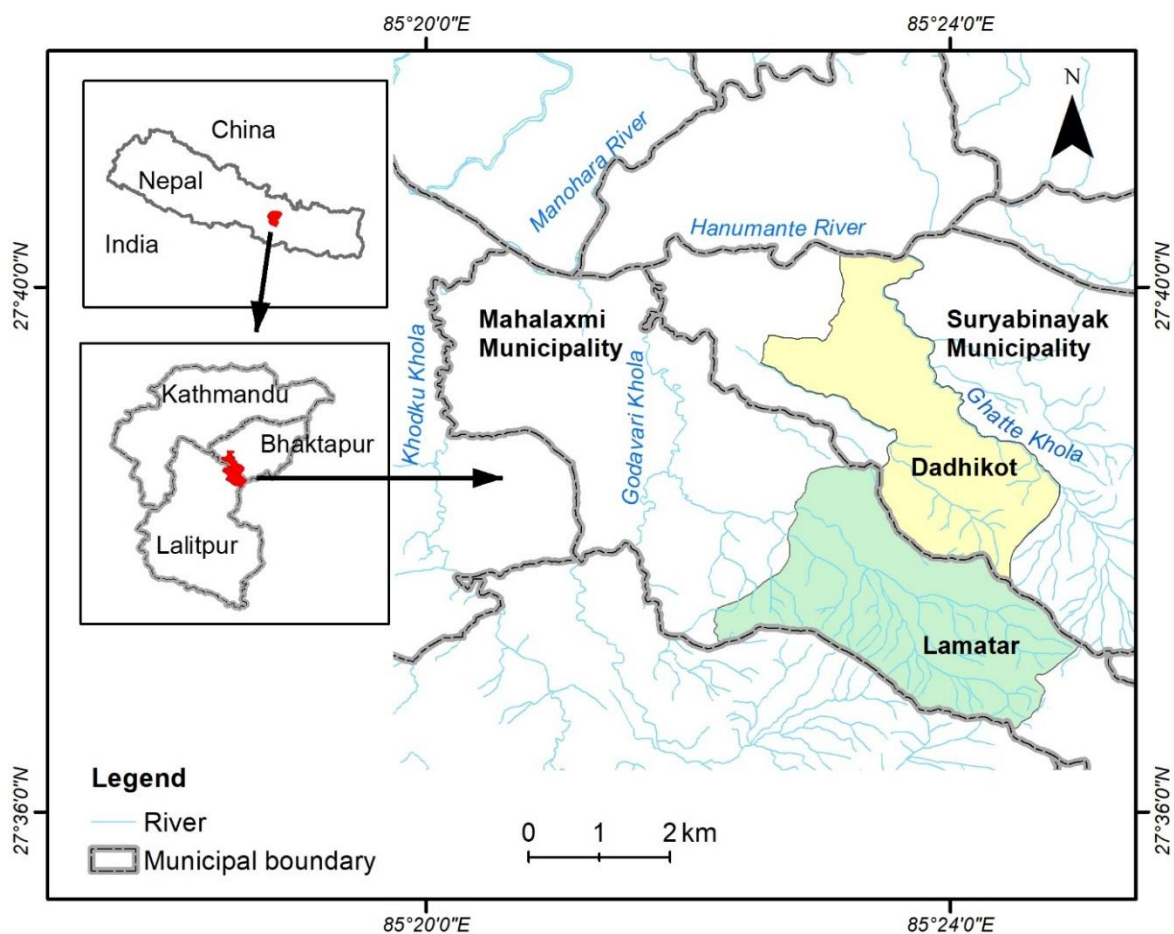 85°20'0"E
85°24'0"E
N
China
Nepal
India
Manohara River
Hanumante River
27°40'0"N
27°40'0"N
Mahalaxmi
Municipality
Suryabinayak
Municipality
Kathmandu
Bhaktapur
Lalitpur
Khodku Khola
Godavari Khola
Ghatte Khola
Dadhikot
Lamatar
Legend
River
Municipal boundary
0 1 2 km
27°36'0"N
27°36'0"N
85°20'0"E
85°24'0"E